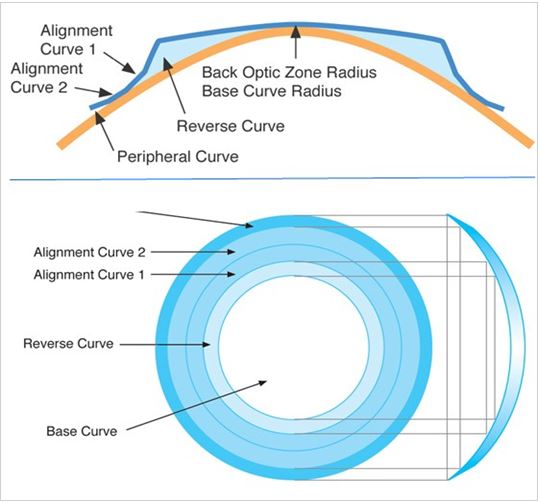 Alignment
Curve 1
Alignment
Curve 2
Back Optic Zone Radius
Base Curve Radius
Reverse Curve
Peripheral Curve
Alignment Curve 2
Alignment Curve 1
Reverse Curve
Base Curve